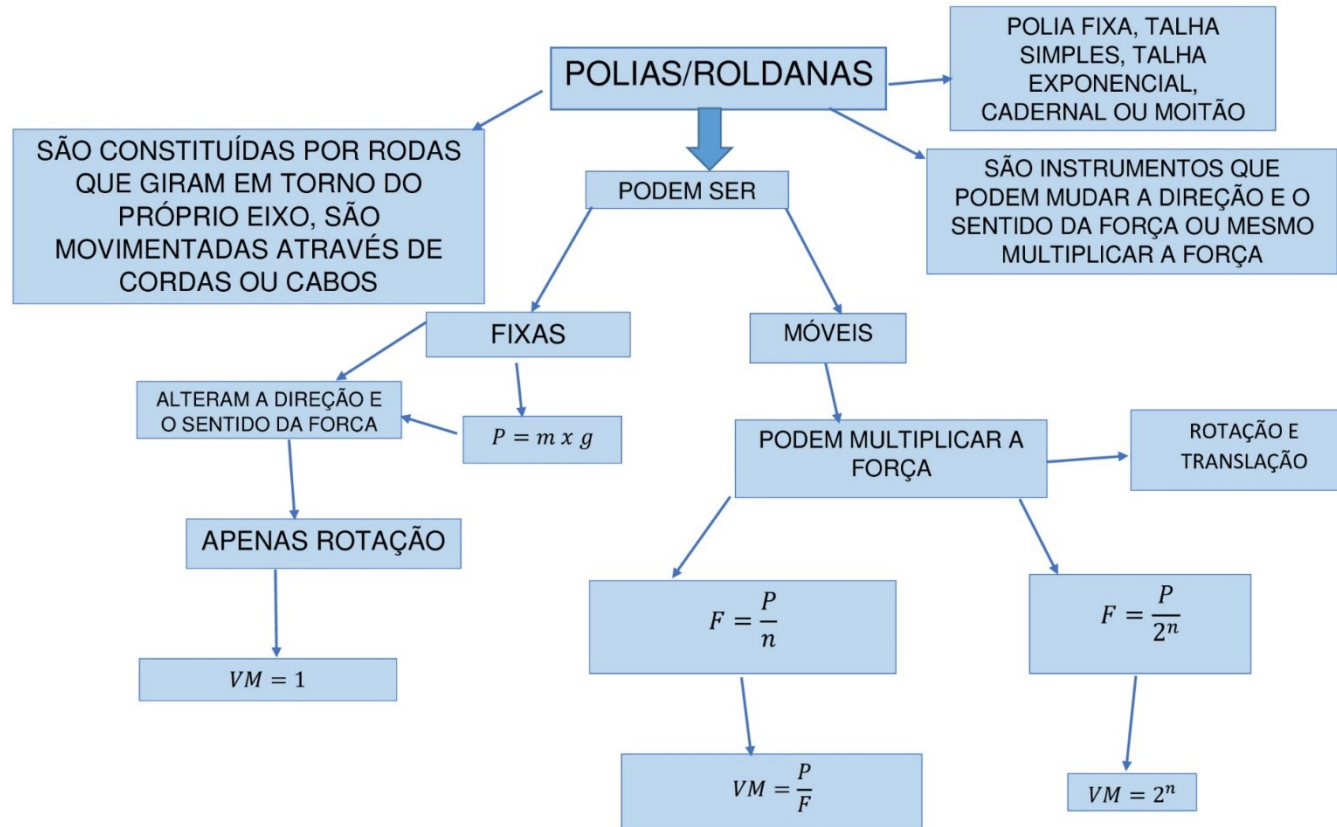 POLIAS/ROLDANAS
POLIA FIXA, TALHA
SIMPLES, TALHA
EXPONENCIAL,
CADERNAL OU MOITÃO
SÃO CONSTITUÍDAS POR RODAS
QUE GIRAM EM TORNO DO
PRÓPRIO EIXO, SÃO
MOVIMENTADAS ATRAVÉS DE
CORDAS OU CABOS
SÃO INSTRUMENTOS QUE
PODEM MUDAR A DIREÇÃO E O
SENTIDO DA FORÇA OU MESMO
MULTIPLICAR A FORÇA
PODEM SER
FIXAS
MÓVEIS
ALTERAM A DIREÇÃO E
O SENTIDO DA FORCA
P = m x g
PODEM MULTIPLICAR A
FORÇA
ROTAÇÃO E
TRANSLAÇÃO
APENAS ROTAÇÃO
F = P/n
F = P/2ⁿ
VM = 1
VM = P/F
VM = 2ⁿ